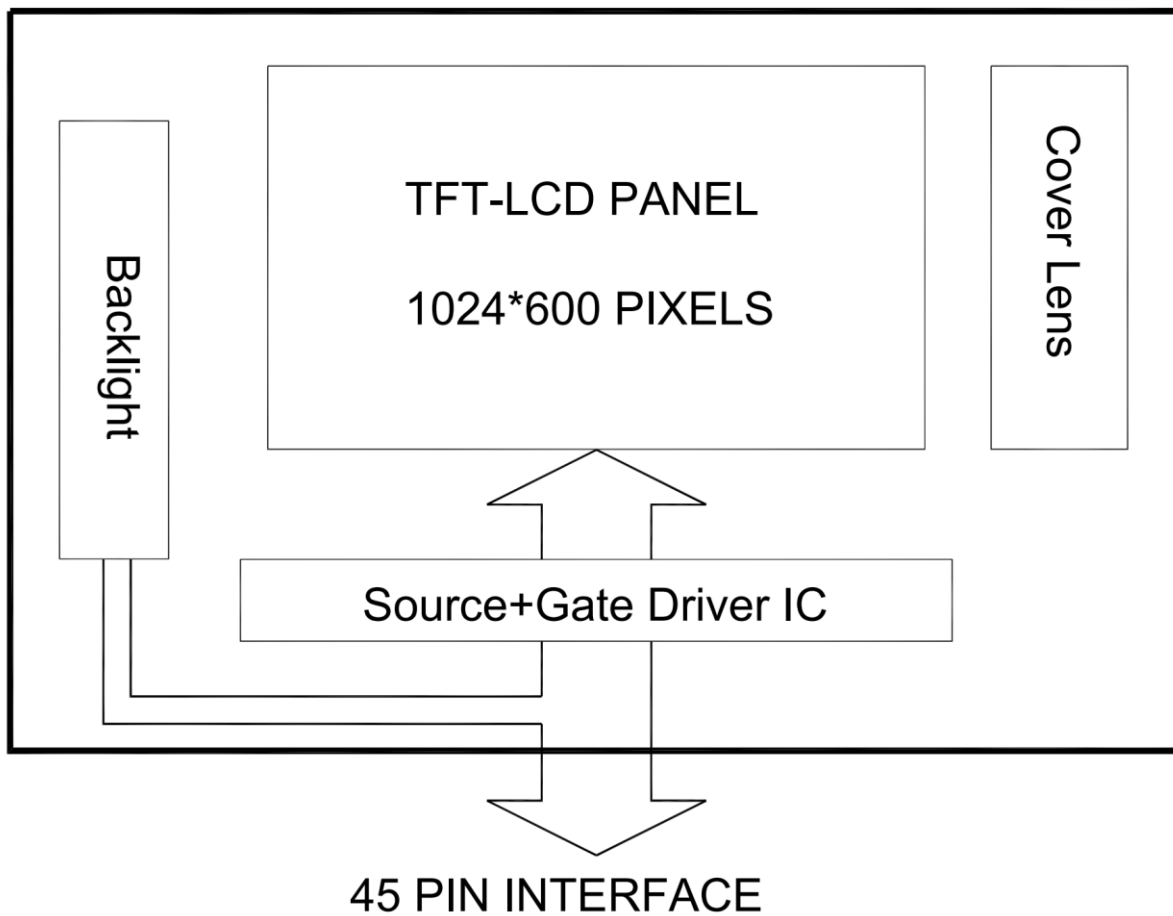 TFT-LCD PANEL
1024*600 PIXELS
Backlight
Cover Lens
Source+Gate Driver IC
45 PIN INTERFACE